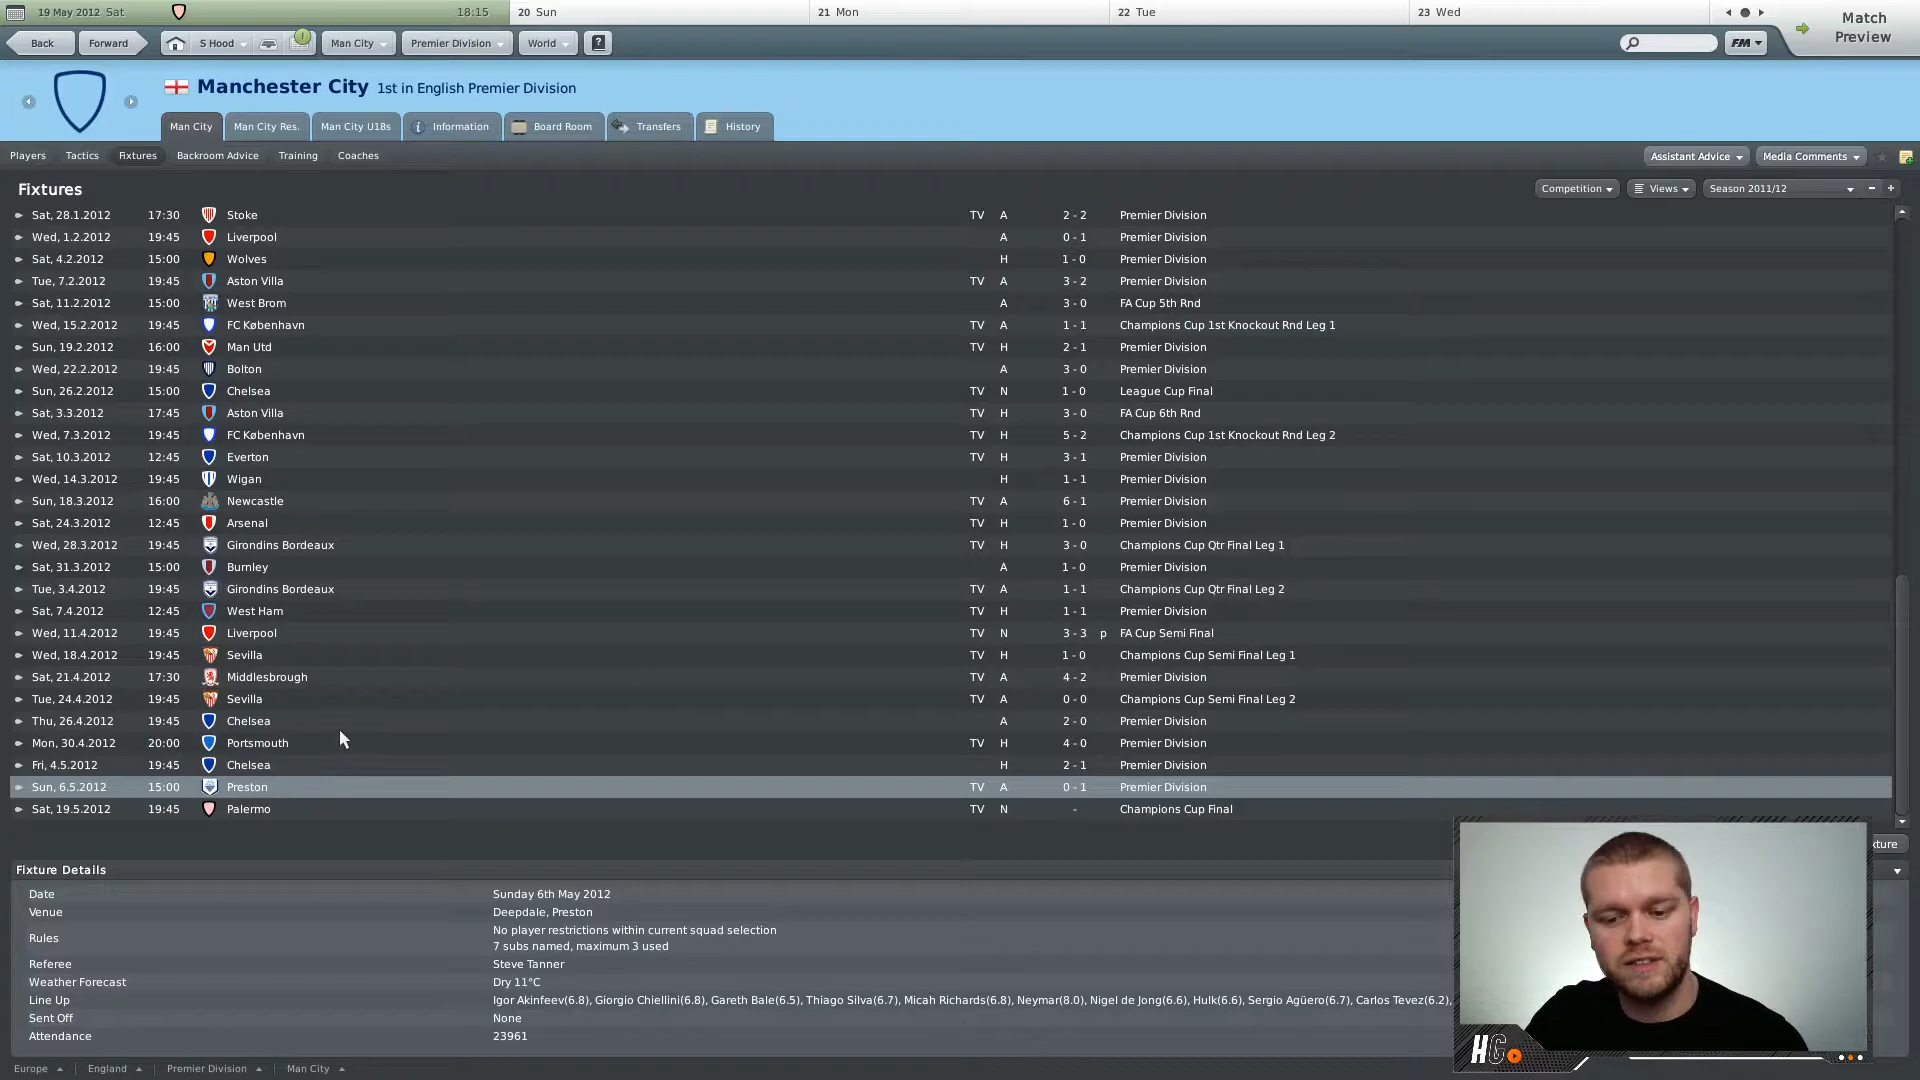 19 May 2012 Sat 18:15 20 Sun 21 Mon 22 Tue 23 Wed
Match Preview
Back Forward S Hood Man City Premier Division World ? FM
Manchester City 1st in English Premier Division
Man City Man City Res. Man City U18s Information Board Room Transfers History
Players Tactics Fixtures Backroom Advice Training Coaches Assistant Advice Media Comments
Fixtures Competition Views Season 2011/12
Sat, 28.1.2012 17:30 Stoke TV A 2 - 2 Premier Division
Wed, 1.2.2012 19:45 Liverpool A 0 - 1 Premier Division
Sat, 4.2.2012 15:00 Wolves H 1 - 0 Premier Division
Tue, 7.2.2012 19:45 Aston Villa TV A 3 - 2 Premier Division
Sat, 11.2.2012 15:00 West Brom A 3 - 0 FA Cup 5th Rnd
Wed, 15.2.2012 19:45 FC København TV A 1 - 1 Champions Cup 1st Knockout Rnd Leg 1
Sun, 19.2.2012 16:00 Man Utd TV H 2 - 1 Premier Division
Wed, 22.2.2012 19:45 Bolton A 3 - 0 Premier Division
Sun, 26.2.2012 15:00 Chelsea TV N 1 - 0 League Cup Final
Sat, 3.3.2012 17:45 Aston Villa TV H 3 - 0 FA Cup 6th Rnd
Wed, 7.3.2012 19:45 FC København TV H 5 - 2 Champions Cup 1st Knockout Rnd Leg 2
Sat, 10.3.2012 12:45 Everton TV H 3 - 1 Premier Division
Wed, 14.3.2012 19:45 Wigan H 1 - 1 Premier Division
Sun, 18.3.2012 16:00 Newcastle TV A 6 - 1 Premier Division
Sat, 24.3.2012 12:45 Arsenal TV H 1 - 0 Premier Division
Wed, 28.3.2012 19:45 Girondins Bordeaux TV H 3 - 0 Champions Cup Qtr Final Leg 1
Sat, 31.3.2012 15:00 Burnley A 1 - 0 Premier Division
Tue, 3.4.2012 19:45 Girondins Bordeaux TV A 1 - 1 Champions Cup Qtr Final Leg 2
Sat, 7.4.2012 12:45 West Ham TV H 1 - 1 Premier Division
Wed, 11.4.2012 19:45 Liverpool TV N 3 - 3 p FA Cup Semi Final
Wed, 18.4.2012 19:45 Sevilla TV H 1 - 0 Champions Cup Semi Final Leg 1
Sat, 21.4.2012 17:30 Middlesbrough TV A 4 - 2 Premier Division
Tue, 24.4.2012 19:45 Sevilla TV A 0 - 0 Champions Cup Semi Final Leg 2
Thu, 26.4.2012 19:45 Chelsea A 2 - 0 Premier Division
Mon, 30.4.2012 20:00 Portsmouth TV H 4 - 0 Premier Division
Fri, 4.5.2012 19:45 Chelsea H 2 - 1 Premier Division
Sun, 6.5.2012 15:00 Preston TV A 0 - 1 Premier Division
Sat, 19.5.2012 19:45 Palermo TV N - Champions Cup Final
xture
Fixture Details
Date Sunday 6th May 2012
Venue Deepdale, Preston
Rules No player restrictions within current squad selection
7 subs named, maximum 3 used
Referee Steve Tanner
Weather Forecast Dry 11°C
Line Up Igor Akinfeev(6.8), Giorgio Chiellini(6.8), Gareth Bale(6.5), Thiago Silva(6.7), Micah Richards(6.8), Neymar(8.0), Nigel de Jong(6.6), Hulk(6.6), Sergio Agüero(6.7), Carlos Tevez(6.2),
Sent Off None
Attendance 23961
HG
Europe England Premier Division Man City